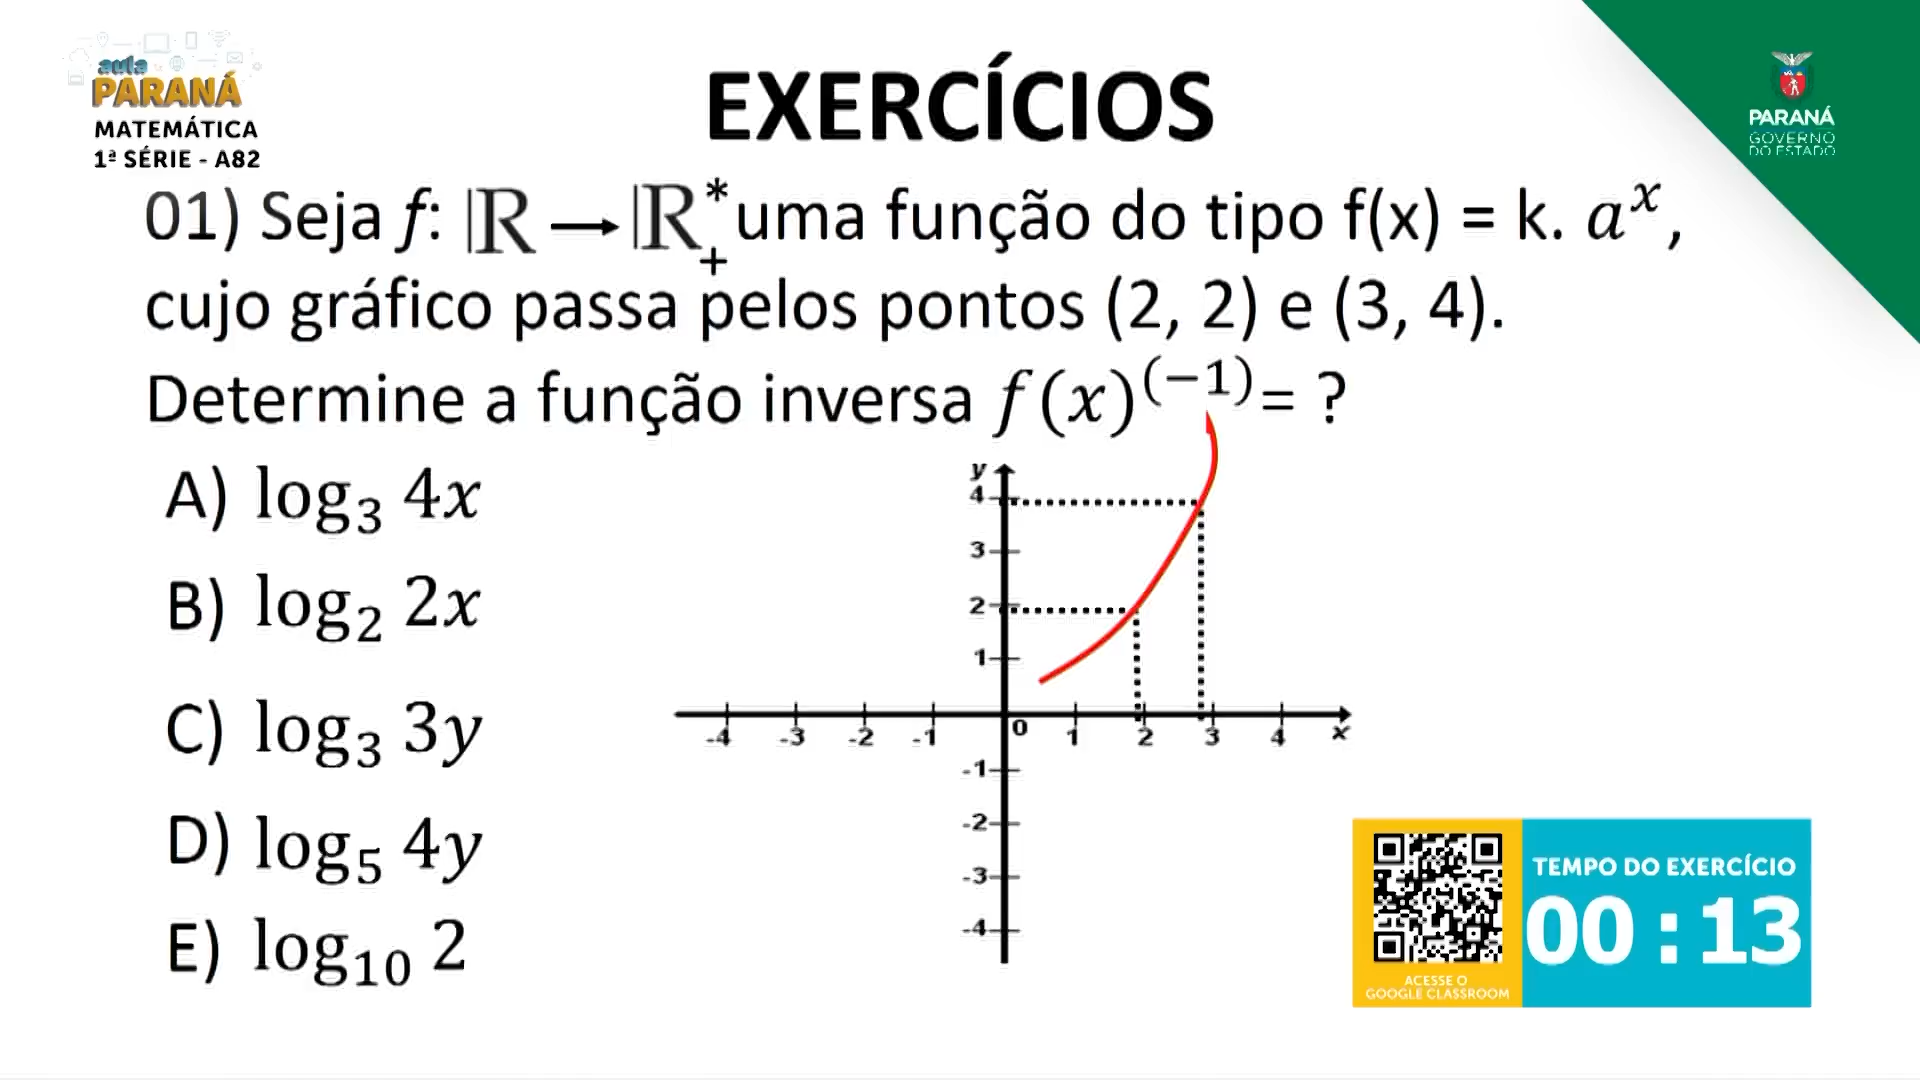 aula
PARANÁ
MATEMÁTICA
1ª SÉRIE - A82
EXERCÍCIOS
PARANÁ
GOVERNO
DO ESTADO
01) Seja f: ℝ → ℝ*₊ uma função do tipo f(x) = k. aˣ,
cujo gráfico passa pelos pontos (2, 2) e (3, 4).
Determine a função inversa f(x)⁽⁻¹⁾= ?
A) log₃ 4x
B) log₂ 2x
C) log₃ 3y
D) log₅ 4y
E) log₁₀ 2
y
4
3
2
1
-4 -3 -2 -1 0 1 2 3 4 x
-1
-2
-3
-4
TEMPO DO EXERCÍCIO
00 : 13
ACESSE O
GOOGLE CLASSROOM